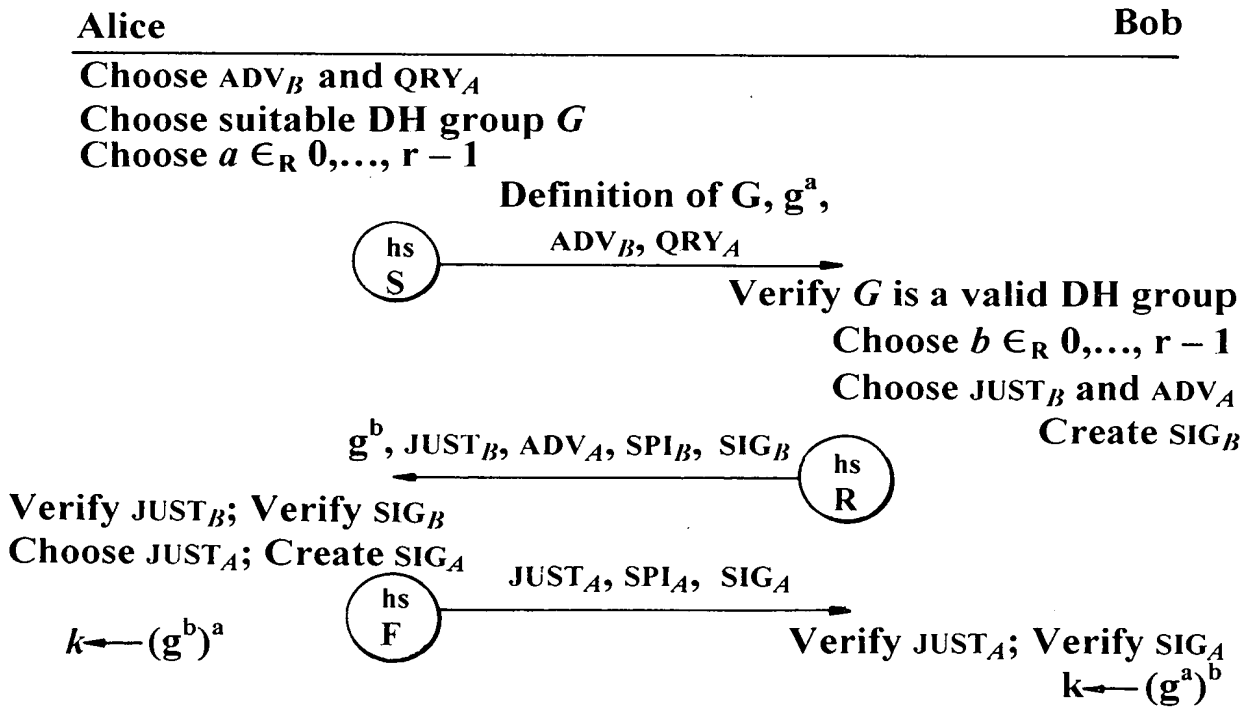 Alice Bob
Choose ADV_B and QRY_A
Choose suitable DH group G
Choose a ∈_R 0,..., r – 1
Definition of G, g^a,
hs S
ADV_B, QRY_A
Verify G is a valid DH group
Choose b ∈_R 0,..., r – 1
Choose JUST_B and ADV_A
Create SIG_B
g^b, JUST_B, ADV_A, SPI_B, SIG_B
hs R
Verify JUST_B; Verify SIG_B
Choose JUST_A; Create SIG_A
hs F
JUST_A, SPI_A, SIG_A
k ← (g^b)^a
Verify JUST_A; Verify SIG_A
k ← (g^a)^b